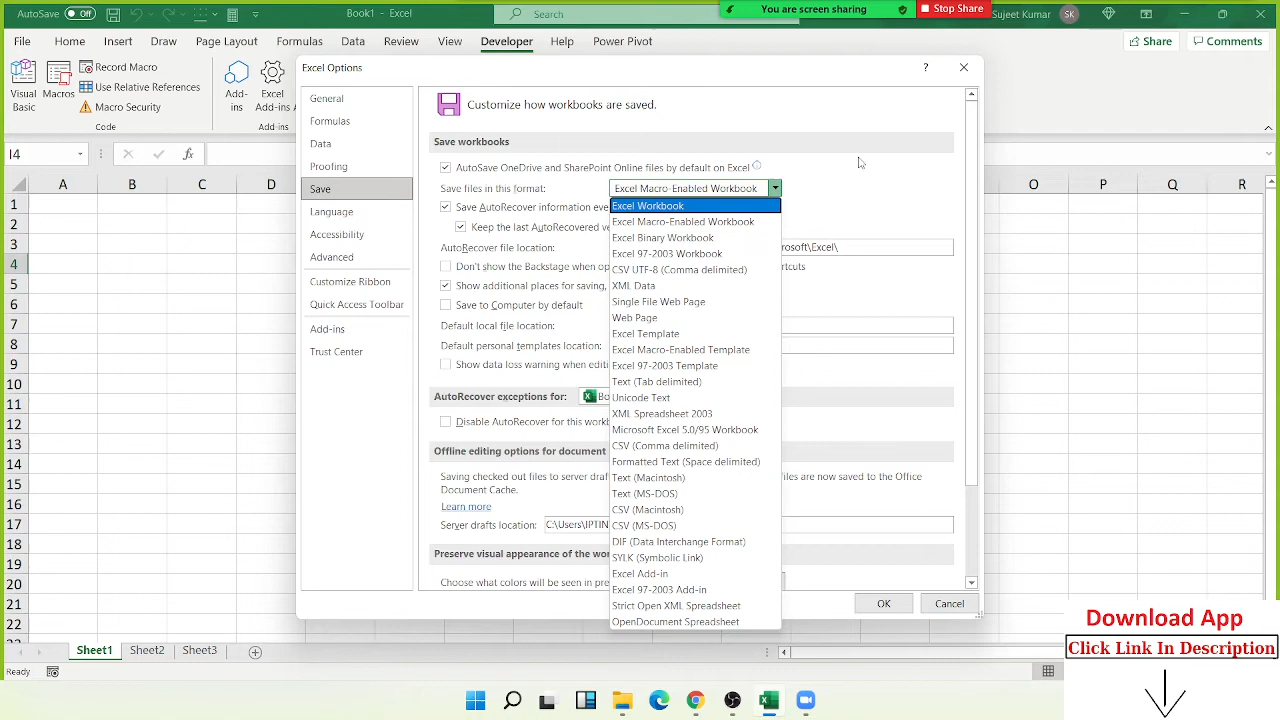 AutoSave Off
Book1 - Excel
Search
You are screen sharing
Stop Share
Sujeet Kumar SK
File Home Insert Draw Page Layout Formulas Data Review View Developer Help Power Pivot
Share Comments
Visual Basic
Macros
Record Macro
Use Relative References
Macro Security
Code
Add-ins
Excel Add-ins
Add-ins
I4
fx
A B C D O P Q R
1
2
3
4
5
6
7
8
9
10
11
12
13
14
15
16
17
18
19
20
21
22
Excel Options
?
General
Formulas
Data
Proofing
Save
Language
Accessibility
Advanced
Customize Ribbon
Quick Access Toolbar
Add-ins
Trust Center
Customize how workbooks are saved.
Save workbooks
AutoSave OneDrive and SharePoint Online files by default on Excel
Save files in this format: Excel Macro-Enabled Workbook
Save AutoRecover information eve
Keep the last AutoRecovered ve
AutoRecover file location: rosoft\Excel\
Don't show the Backstage when op rtcuts
Show additional places for saving,
Save to Computer by default
Default local file location:
Default personal templates location:
Show data loss warning when editi
AutoRecover exceptions for: Bo
Disable AutoRecover for this workb
Offline editing options for document
Saving checked out files to server draf files are now saved to the Office
Document Cache.
Learn more
Server drafts location: C:\Users\IPTIN
Preserve visual appearance of the wor
Choose what colors will be seen in pre
Excel Workbook
Excel Macro-Enabled Workbook
Excel Binary Workbook
Excel 97-2003 Workbook
CSV UTF-8 (Comma delimited)
XML Data
Single File Web Page
Web Page
Excel Template
Excel Macro-Enabled Template
Excel 97-2003 Template
Text (Tab delimited)
Unicode Text
XML Spreadsheet 2003
Microsoft Excel 5.0/95 Workbook
CSV (Comma delimited)
Formatted Text (Space delimited)
Text (Macintosh)
Text (MS-DOS)
CSV (Macintosh)
CSV (MS-DOS)
DIF (Data Interchange Format)
SYLK (Symbolic Link)
Excel Add-in
Excel 97-2003 Add-in
Strict Open XML Spreadsheet
OpenDocument Spreadsheet
OK Cancel
Sheet1 Sheet2 Sheet3
Ready
Download App
Click Link In Description